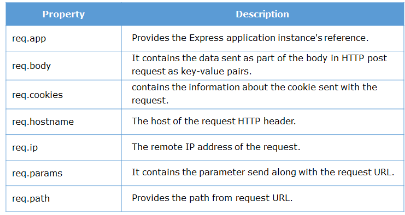 Property Description
req.app Provides the Express application instance's reference.
req.body It contains the data sent as part of the body in HTTP post
request as key-value pairs.
req.cookies contains the information about the cookie sent with the
request.
req.hostname The host of the request HTTP header.
req.ip The remote IP address of the request.
req.params It contains the parameter send along with the request URL.
req.path Provides the path from request URL.